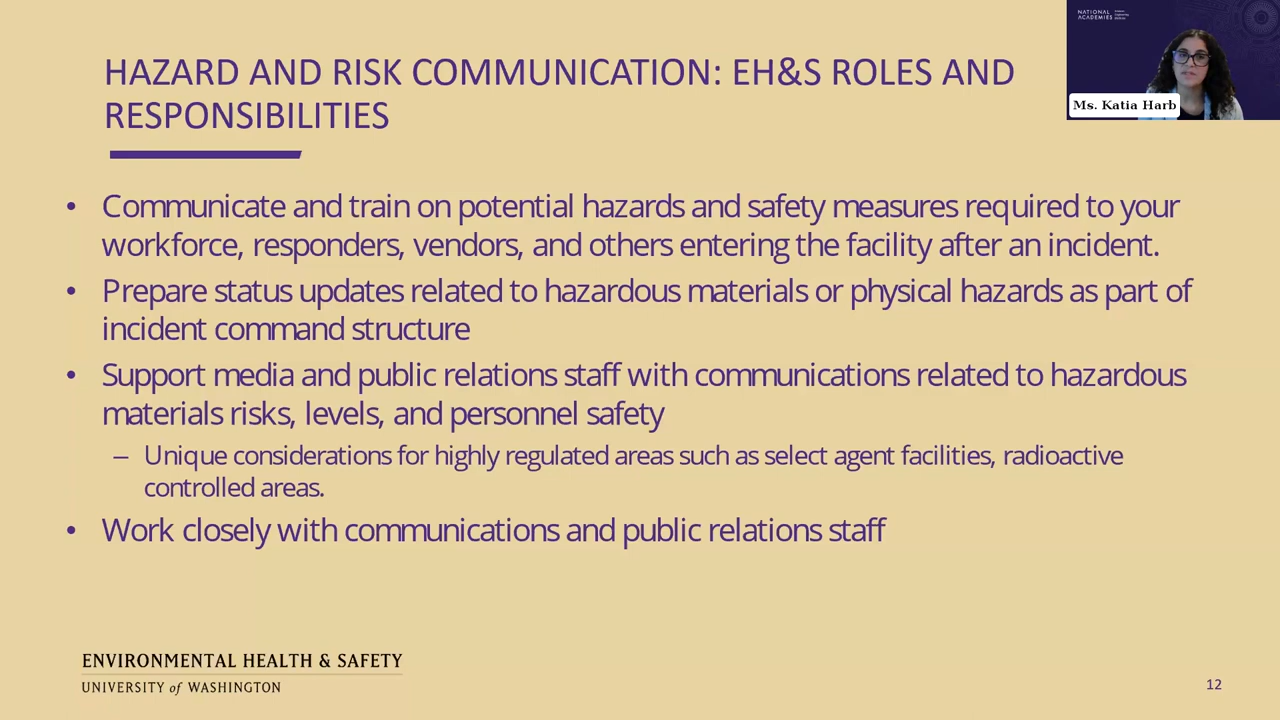 NATIONAL
ACADEMIES
Ms. Katia Harb
HAZARD AND RISK COMMUNICATION: EH&S ROLES AND
RESPONSIBILITIES
• Communicate and train on potential hazards and safety measures required to your
workforce, responders, vendors, and others entering the facility after an incident.
• Prepare status updates related to hazardous materials or physical hazards as part of
incident command structure
• Support media and public relations staff with communications related to hazardous
materials risks, levels, and personnel safety
– Unique considerations for highly regulated areas such as select agent facilities, radioactive
controlled areas.
• Work closely with communications and public relations staff
ENVIRONMENTAL HEALTH & SAFETY
UNIVERSITY of WASHINGTON
12